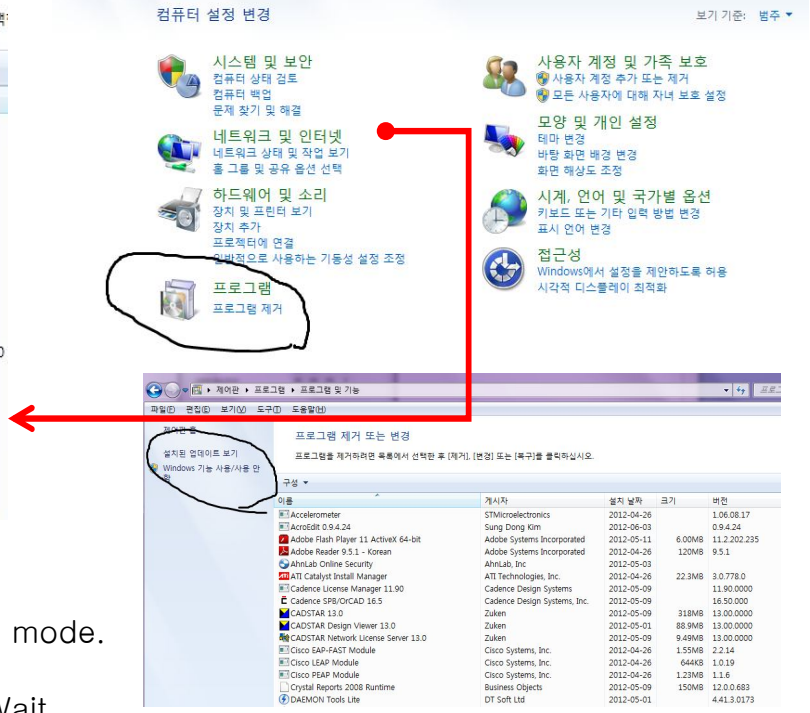 컴퓨터 설정 변경
보기 기준: 범주
시스템 및 보안
컴퓨터 상태 검토
컴퓨터 백업
문제 찾기 및 해결
네트워크 및 인터넷
네트워크 상태 및 작업 보기
홈 그룹 및 공유 옵션 선택
하드웨어 및 소리
장치 및 프린터 보기
장치 추가
프로젝터에 연결
일반적으로 사용하는 기동성 설정 조정
프로그램
프로그램 제거
사용자 계정 및 가족 보호
사용자 계정 추가 또는 제거
모든 사용자에 대해 자녀 보호 설정
모양 및 개인 설정
테마 변경
바탕 화면 배경 변경
화면 해상도 조정
시계, 언어 및 국가별 옵션
키보드 또는 기타 입력 방법 변경
표시 언어 변경
접근성
Windows에서 설정을 제안하도록 허용
시각적 디스플레이 최적화
제어판 ▸ 프로그램 ▸ 프로그램 및 기능
파일(F) 편집(E) 보기(V) 도구(T) 도움말(H)
제어판 홈
설치된 업데이트 보기
Windows 기능 사용/사용 안
함
프로그램 제거 또는 변경
프로그램을 제거하려면 목록에서 선택한 후 [제거], [변경] 또는 [복구]를 클릭하십시오.
구성
이름 게시자 설치 날짜 크기 버전
Accelerometer STMicroelectronics 2012-04-26 1.06.08.17
AcroEdit 0.9.4.24 Sung Dong Kim 2012-06-03 0.9.4.24
Adobe Flash Player 11 ActiveX 64-bit Adobe Systems Incorporated 2012-05-11 6.00MB 11.2.202.235
Adobe Reader 9.5.1 - Korean Adobe Systems Incorporated 2012-04-26 120MB 9.5.1
AhnLab Online Security AhnLab, Inc 2012-05-03
ATI Catalyst Install Manager ATI Technologies, Inc. 2012-04-26 22.3MB 3.0.778.0
Cadence License Manager 11.90 Cadence Design Systems 2012-05-09 11.90.0000
Cadence SPB/OrCAD 16.5 Cadence Design Systems, Inc. 2012-05-09 16.50.000
CADSTAR 13.0 Zuken 2012-05-09 318MB 13.00.0000
CADSTAR Design Viewer 13.0 Zuken 2012-05-01 88.9MB 13.00.0000
CADSTAR Network License Server 13.0 Zuken 2012-05-09 9.49MB 13.00.0000
Cisco EAP-FAST Module Cisco Systems, Inc. 2012-04-26 1.55MB 2.2.14
Cisco LEAP Module Cisco Systems, Inc. 2012-04-26 644KB 1.0.19
Cisco PEAP Module Cisco Systems, Inc. 2012-04-26 1.23MB 1.1.6
Crystal Reports 2008 Runtime Business Objects 2012-05-09 150MB 12.0.0.683
DAEMON Tools Lite DT Soft Ltd 2012-05-01 4.41.3.0173
mode.
Wait